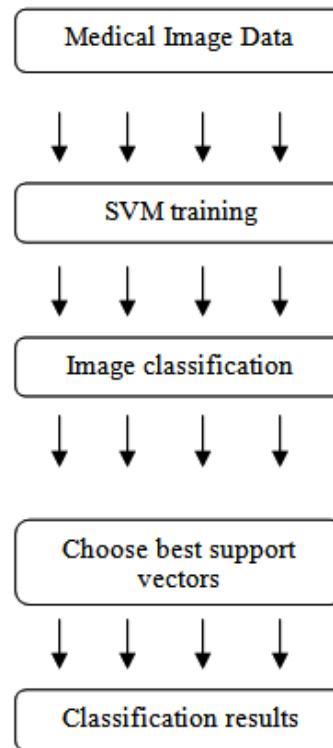 Medical Image Data
SVM training
Image classification
Choose best support
vectors
Classification results